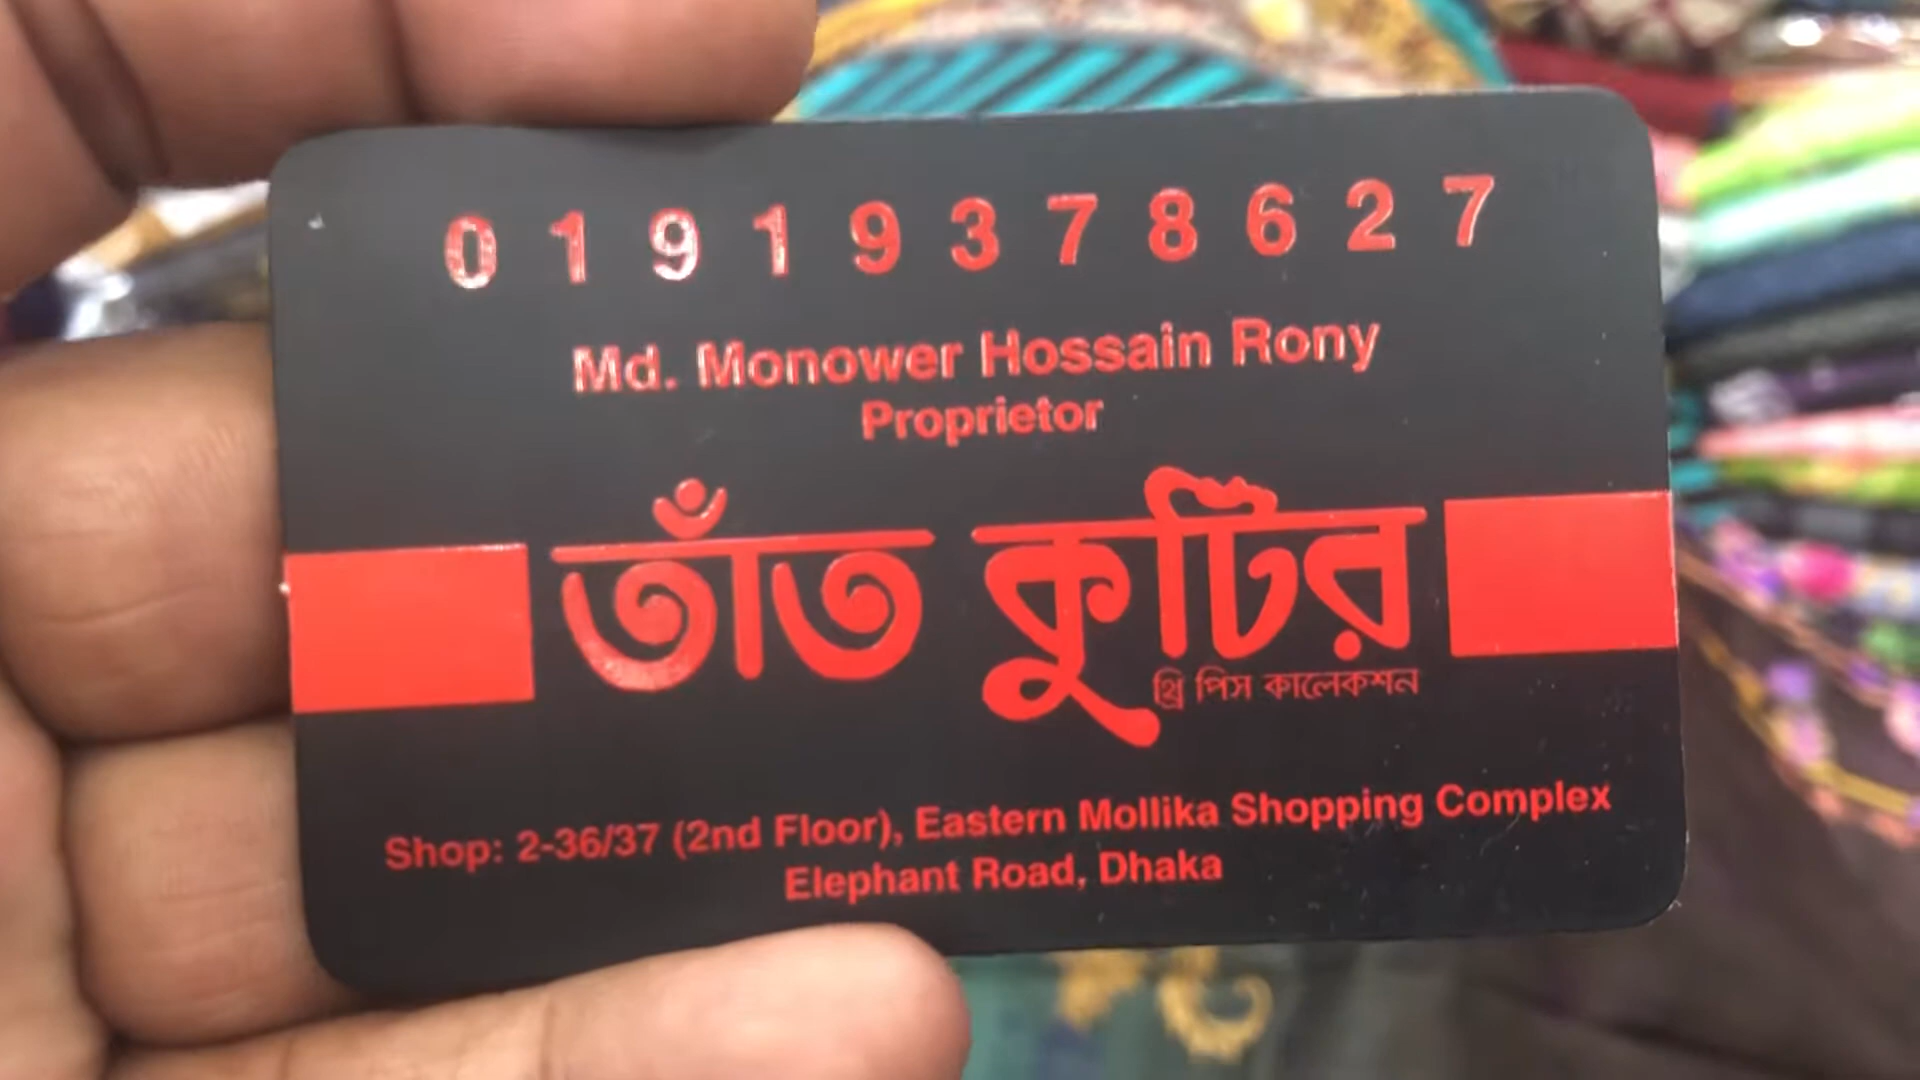 01919378627
Md. Monower Hossain Rony
Proprietor
তাঁত কুটির
থ্রি পিস কালেকশন
Shop: 2-36/37 (2nd Floor), Eastern Mollika Shopping Complex
Elephant Road, Dhaka